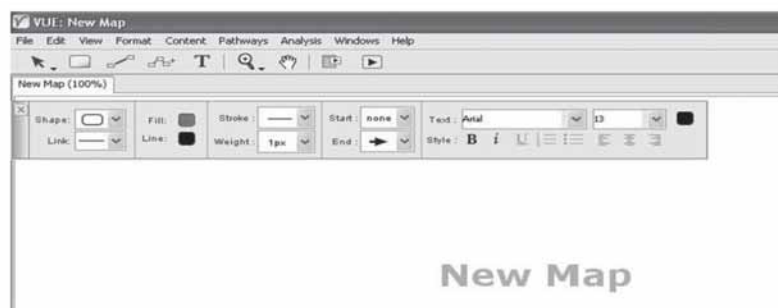 VUE: New Map
File Edit View Format Content Pathways Analysis Windows Help
T
New Map (100%)
Shape: Fill: Stroke: Start: none Text: Arial 13
Link: Line: Weight: 1px End: Style: B i U
New Map